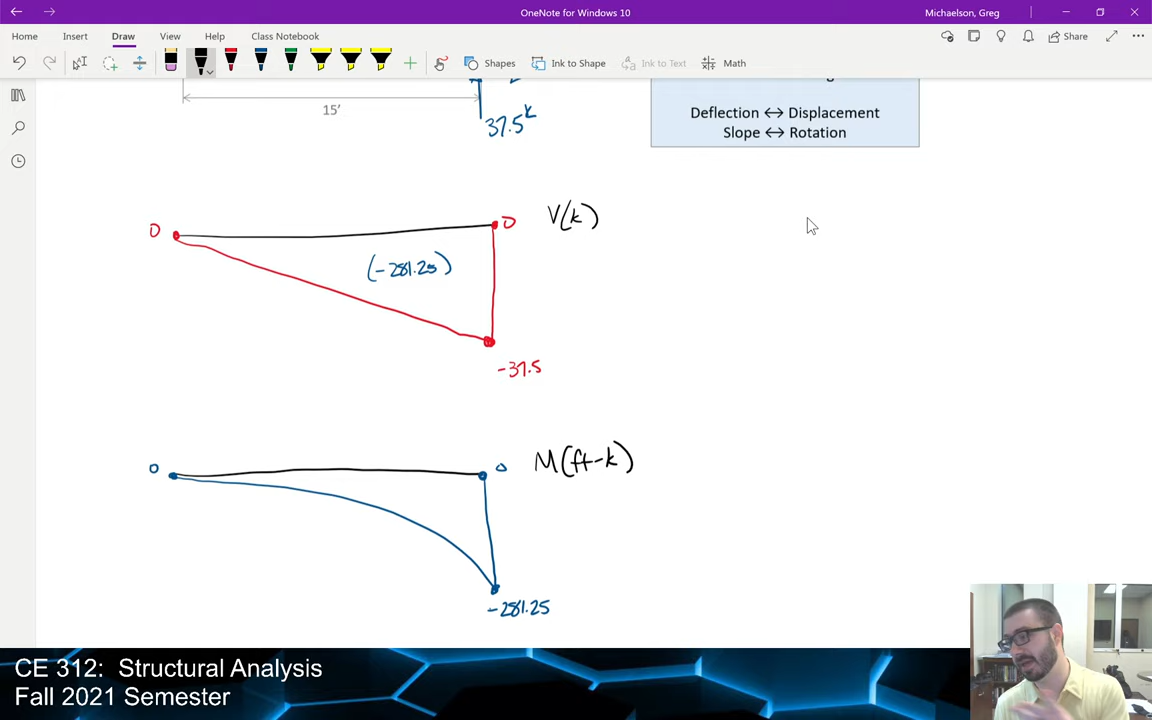 OneNote for Windows 10
Michaelson, Greg
Home Insert Draw View Help Class Notebook
Share
Shapes Ink to Shape Ink to Text Math
15'
37.5k
Deflection ↔ Displacement
Slope ↔ Rotation
0 0 V(k)
(-281.25)
-37.5
0 0 M(ft-k)
-281.25
CE 312: Structural Analysis
Fall 2021 Semester